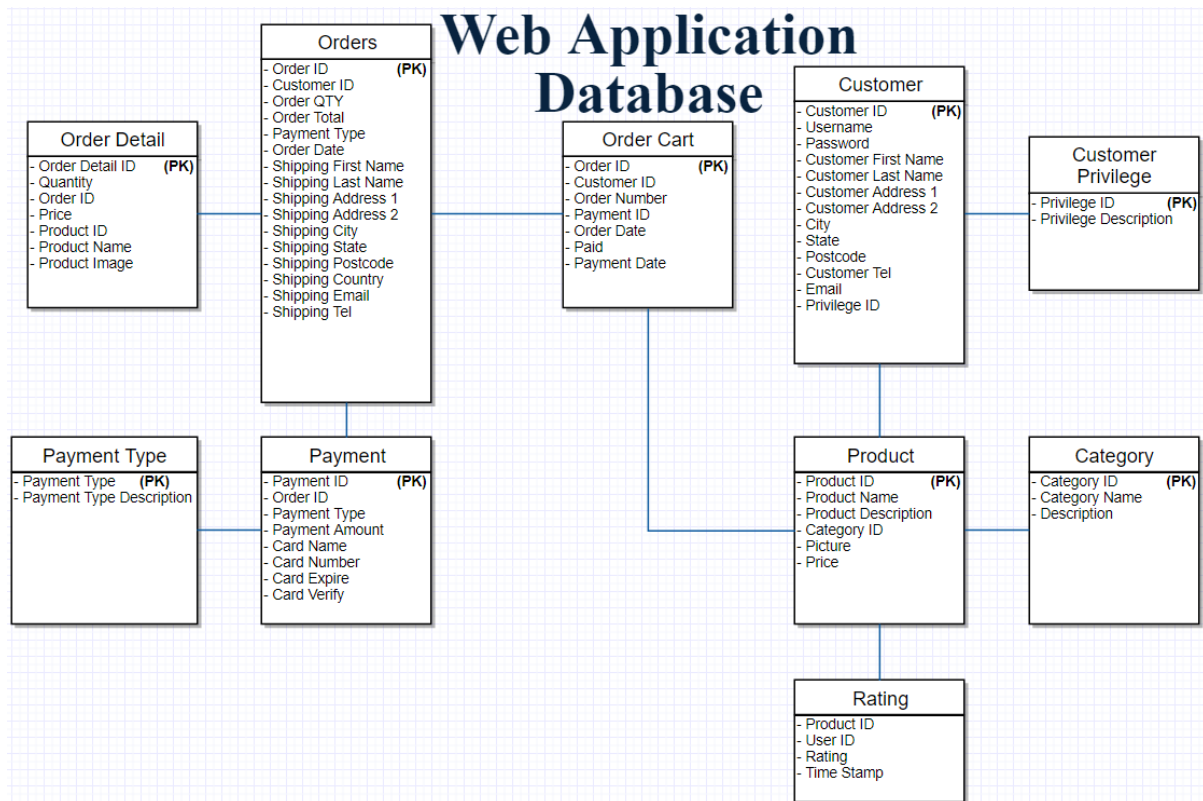 Web Application
Database
Orders
- Order ID (PK)
- Customer ID
- Order QTY
- Order Total
- Payment Type
- Order Date
- Shipping First Name
- Shipping Last Name
- Shipping Address 1
- Shipping Address 2
- Shipping City
- Shipping State
- Shipping Postcode
- Shipping Country
- Shipping Email
- Shipping Tel
Order Detail
- Order Detail ID (PK)
- Quantity
- Order ID
- Price
- Product ID
- Product Name
- Product Image
Order Cart
- Order ID (PK)
- Customer ID
- Order Number
- Payment ID
- Order Date
- Paid
- Payment Date
Customer
- Customer ID (PK)
- Username
- Password
- Customer First Name
- Customer Last Name
- Customer Address 1
- Customer Address 2
- City
- State
- Postcode
- Customer Tel
- Email
- Privilege ID
Customer
Privilege
- Privilege ID (PK)
- Privilege Description
Payment Type
- Payment Type (PK)
- Payment Type Description
Payment
- Payment ID (PK)
- Order ID
- Payment Type
- Payment Amount
- Card Name
- Card Number
- Card Expire
- Card Verify
Product
- Product ID (PK)
- Product Name
- Product Description
- Category ID
- Picture
- Price
Category
- Category ID (PK)
- Category Name
- Description
Rating
- Product ID
- User ID
- Rating
- Time Stamp